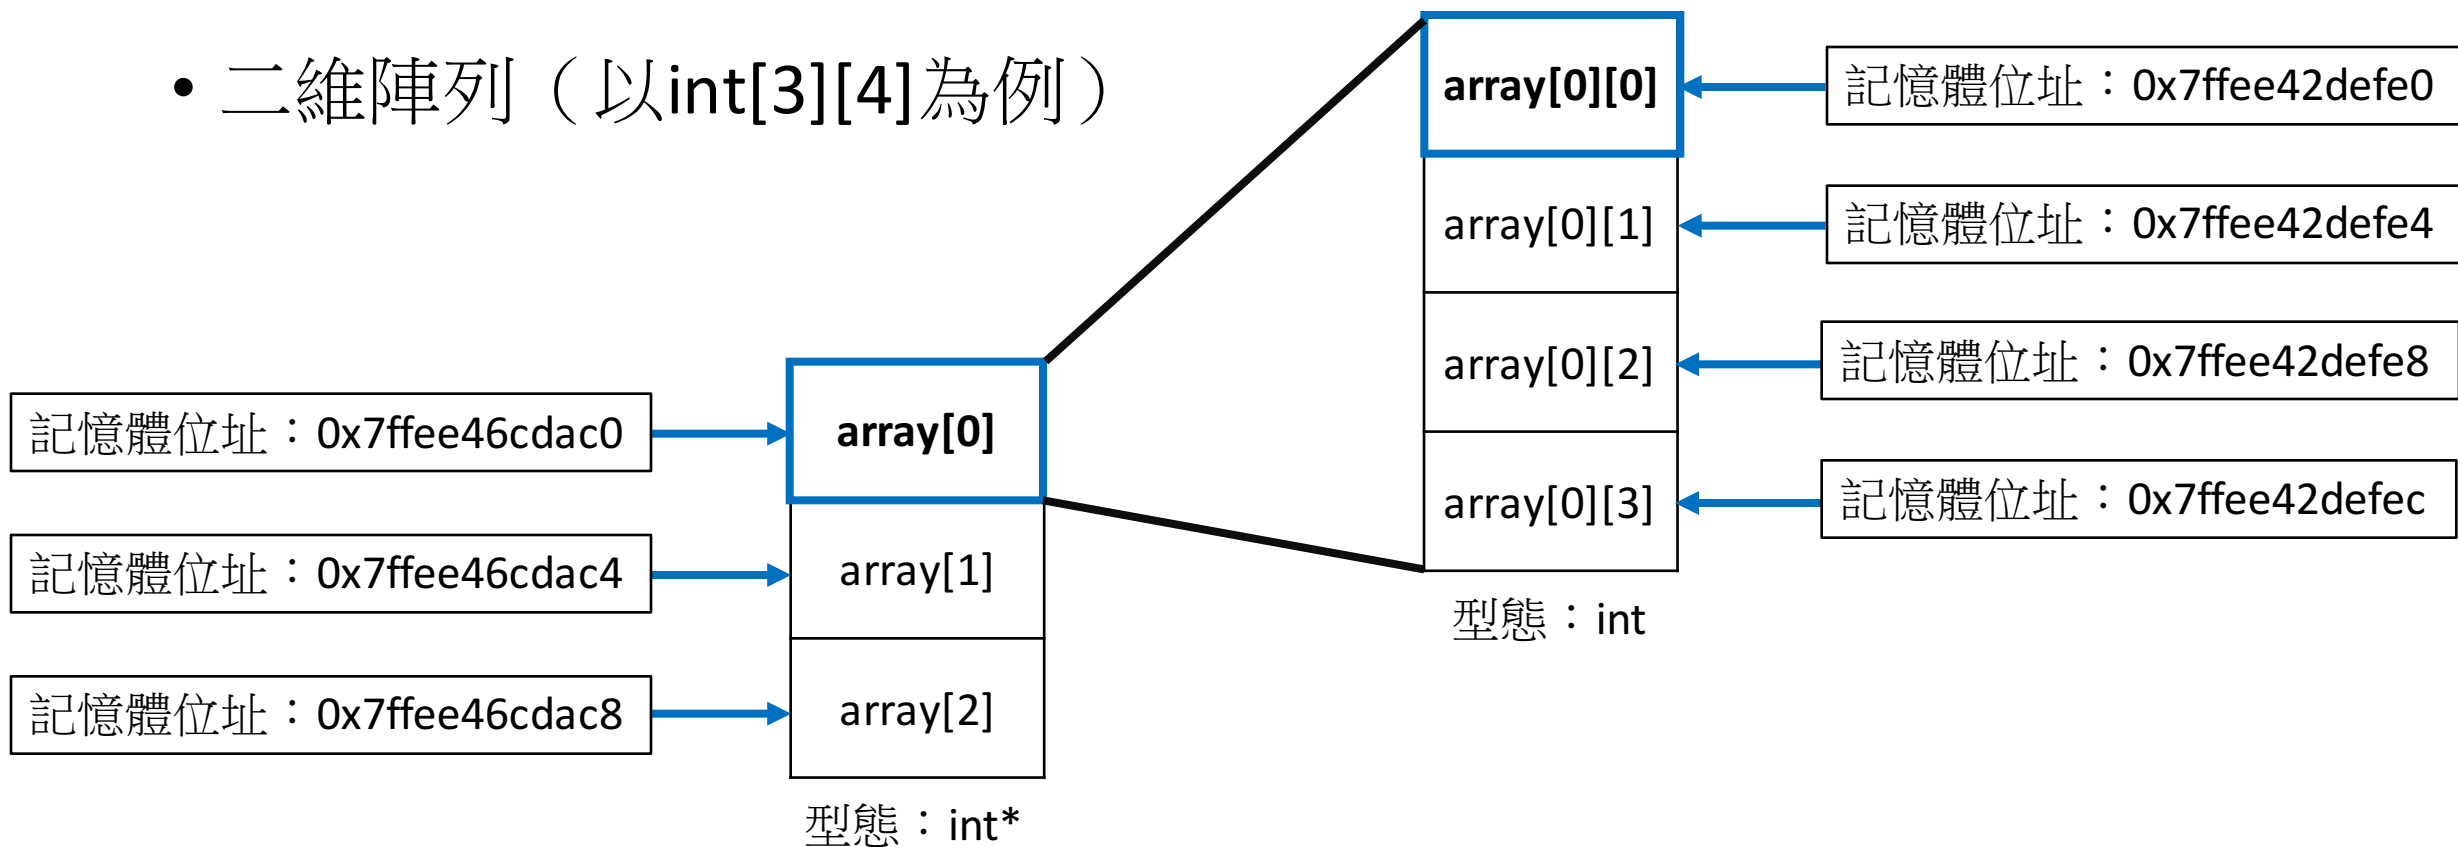 • 二維陣列（以int[3][4]為例）
array[0][0]
記憶體位址：0x7ffee42defe0
array[0][1]
記憶體位址：0x7ffee42defe4
array[0][2]
記憶體位址：0x7ffee42defe8
array[0][3]
記憶體位址：0x7ffee42defec
型態：int
記憶體位址：0x7ffee46cdac0
array[0]
記憶體位址：0x7ffee46cdac4
array[1]
記憶體位址：0x7ffee46cdac8
array[2]
型態：int*